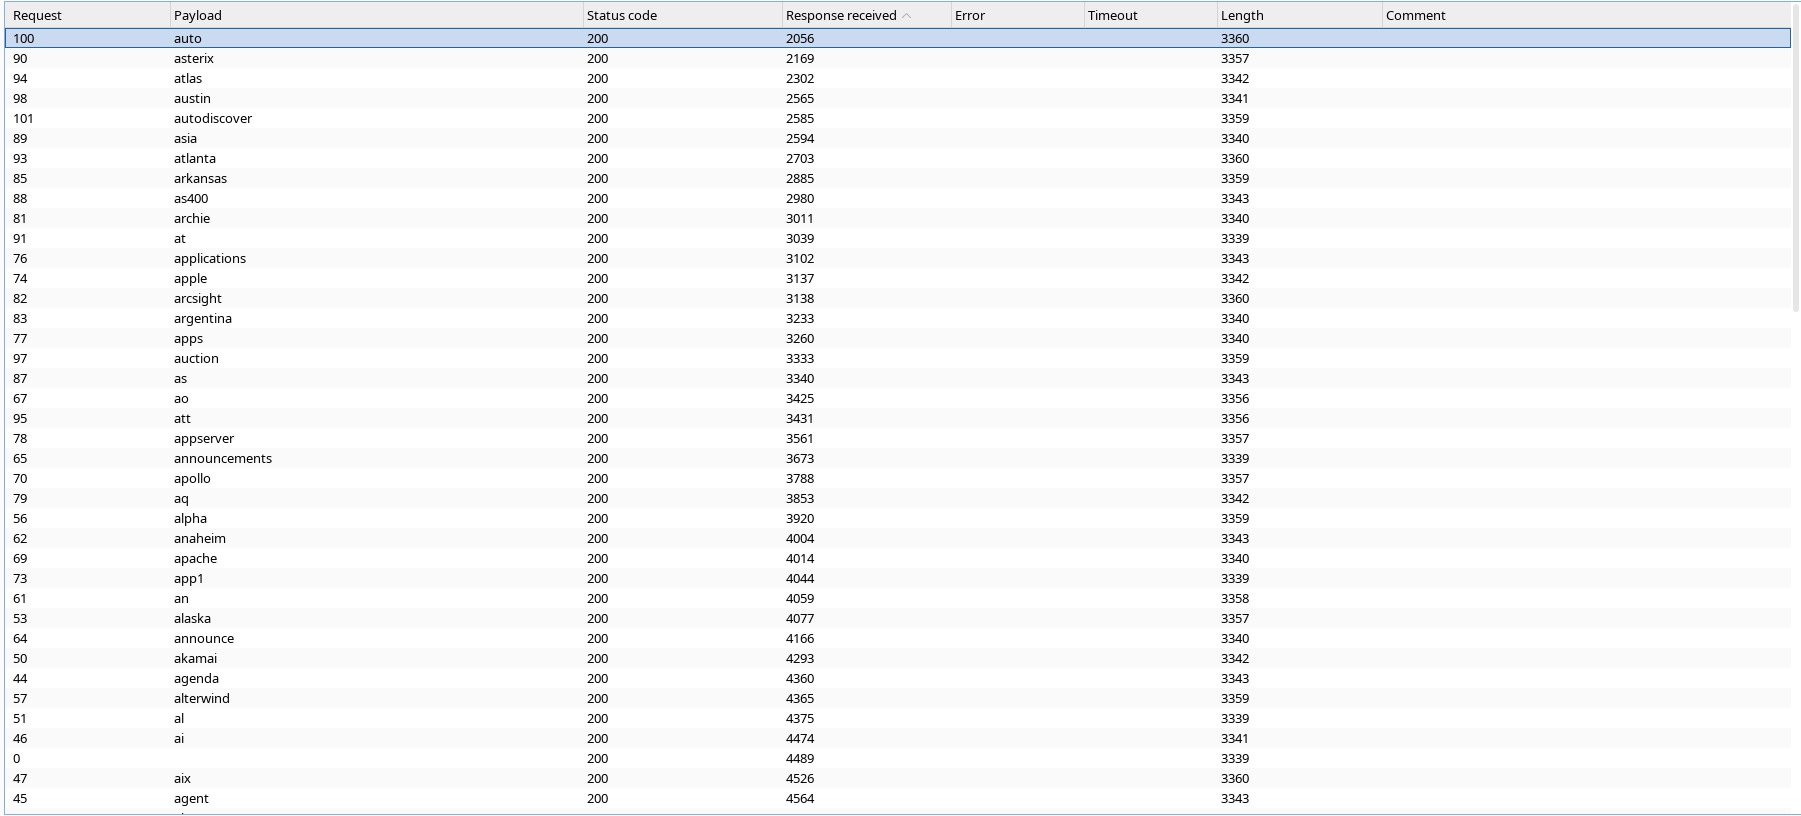 Request Payload Status code Response received Error Timeout Length Comment
100 auto 200 2056 3360
90 asterix 200 2169 3357
94 atlas 200 2302 3342
98 austin 200 2565 3341
101 autodiscover 200 2585 3359
89 asia 200 2594 3340
93 atlanta 200 2703 3360
85 arkansas 200 2885 3359
88 as400 200 2980 3343
81 archie 200 3011 3340
91 at 200 3039 3339
76 applications 200 3102 3343
74 apple 200 3137 3342
82 arcsight 200 3138 3360
83 argentina 200 3233 3340
77 apps 200 3260 3340
97 auction 200 3333 3359
87 as 200 3340 3343
67 ao 200 3425 3356
95 att 200 3431 3356
78 appserver 200 3561 3357
65 announcements 200 3673 3339
70 apollo 200 3788 3357
79 aq 200 3853 3342
56 alpha 200 3920 3359
62 anaheim 200 4004 3343
69 apache 200 4014 3340
73 app1 200 4044 3339
61 an 200 4059 3358
53 alaska 200 4077 3357
64 announce 200 4166 3340
50 akamai 200 4293 3342
44 agenda 200 4360 3343
57 alterwind 200 4365 3359
51 al 200 4375 3339
46 ai 200 4474 3341
0 200 4489 3339
47 aix 200 4526 3360
45 agent 200 4564 3343